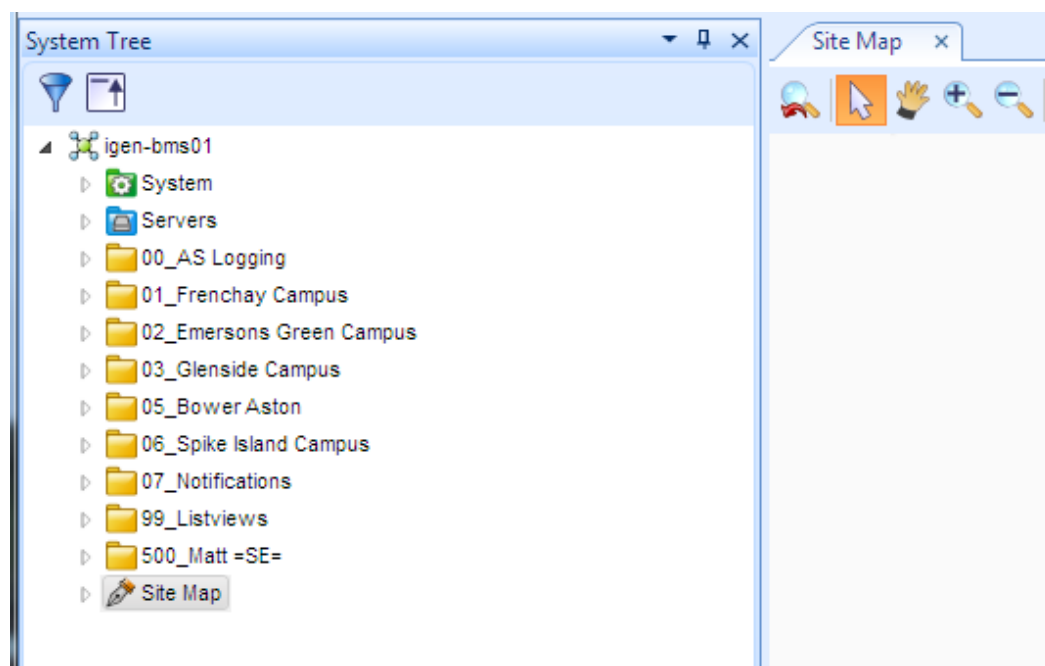 System Tree
Site Map
igen-bms01
System
Servers
00_AS Logging
01_Frenchay Campus
02_Emersons Green Campus
03_Glenside Campus
05_Bower Aston
06_Spike Island Campus
07_Notifications
99_Listviews
500_Matt =SE=
Site Map